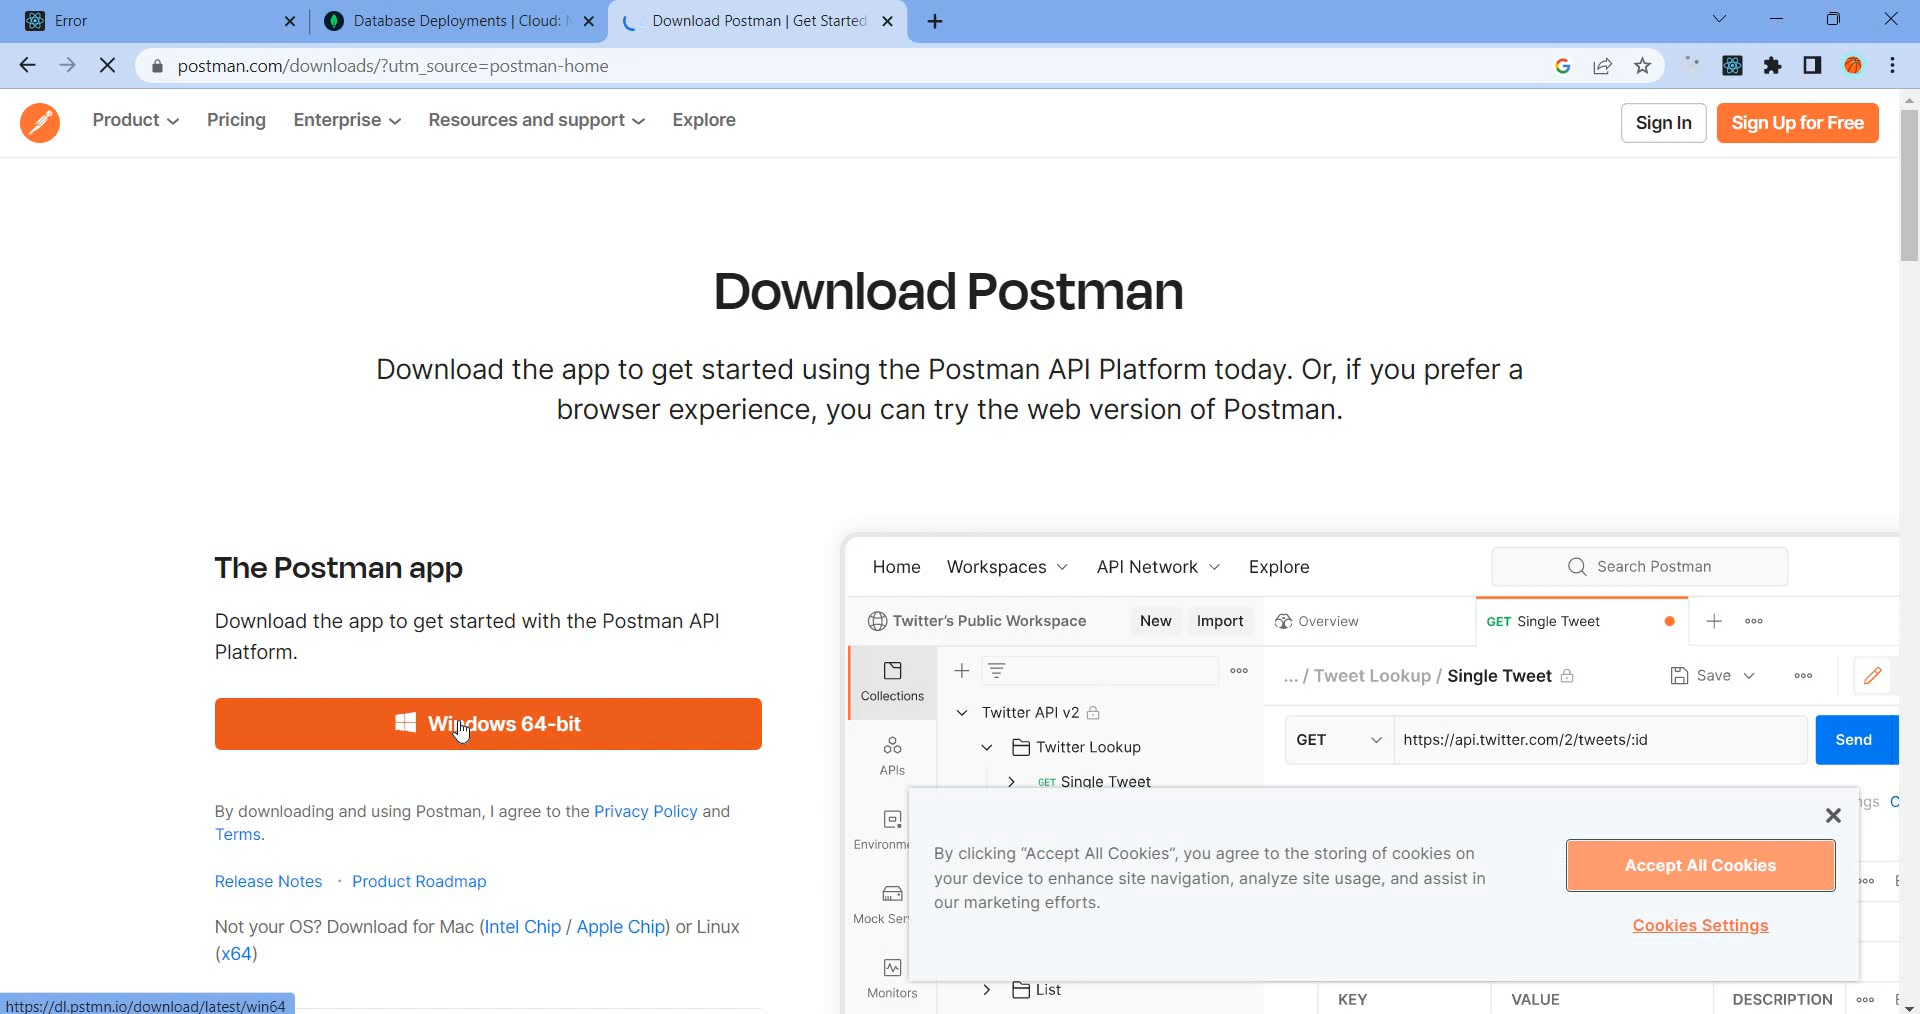 Error
Database Deployments | Cloud:
Download Postman | Get Started
postman.com/downloads/?utm_source=postman-home
Product
Pricing
Enterprise
Resources and support
Explore
Sign In
Sign Up for Free
Download Postman
Download the app to get started using the Postman API Platform today. Or, if you prefer a
browser experience, you can try the web version of Postman.
The Postman app
Download the app to get started with the Postman API
Platform.
Windows 64-bit
By downloading and using Postman, I agree to the Privacy Policy and
Terms.
Release Notes · Product Roadmap
Not your OS? Download for Mac (Intel Chip / Apple Chip) or Linux
(x64)
https://dl.pstmn.io/download/latest/win64
Home
Workspaces
API Network
Explore
Search Postman
Twitter's Public Workspace
New
Import
Overview
GET Single Tweet
Collections
... / Tweet Lookup / Single Tweet
Save
Twitter API v2
Twitter Lookup
GET Single Tweet
GET
https://api.twitter.com/2/tweets/:id
Send
APIs
Environme
Mock Ser
Monitors
List
By clicking “Accept All Cookies”, you agree to the storing of cookies on
your device to enhance site navigation, analyze site usage, and assist in
our marketing efforts.
Accept All Cookies
Cookies Settings
KEY
VALUE
DESCRIPTION